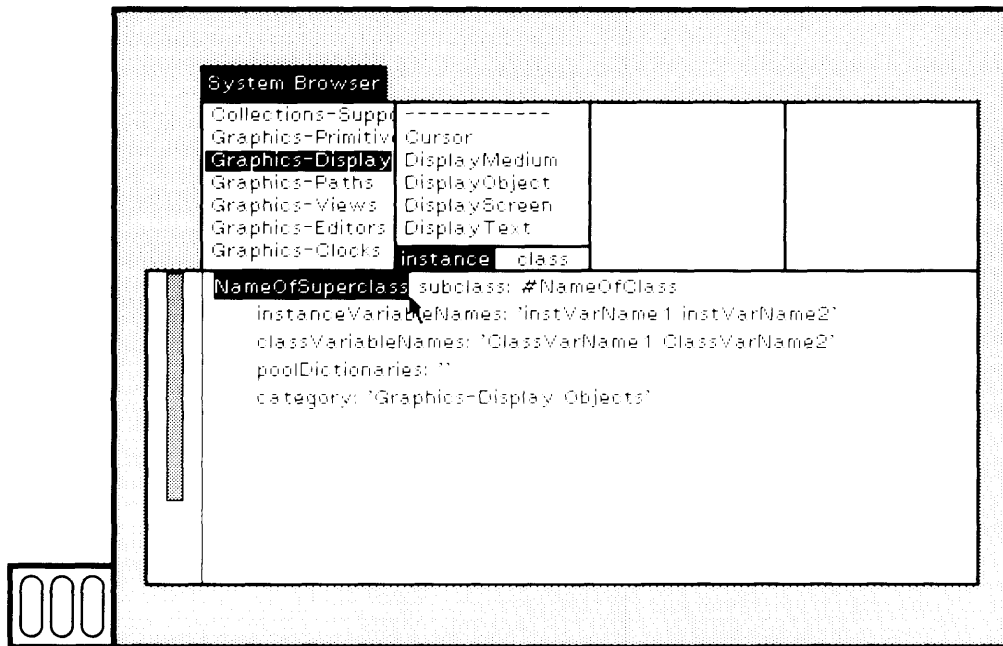 System Browser
Collections-Suppo
Graphics-Primitive
Graphics-Display
Graphics-Paths
Graphics-Views
Graphics-Editors
Graphics-Clocks
------------
Cursor
DisplayMedium
DisplayObject
DisplayScreen
DisplayText
instance class
NameOfSuperclass subclass: #NameOfClass
instanceVariableNames: 'instVarName1 instVarName2'
classVariableNames: 'ClassVarName1 ClassVarName2'
poolDictionaries: ''
category: 'Graphics-Display Objects'